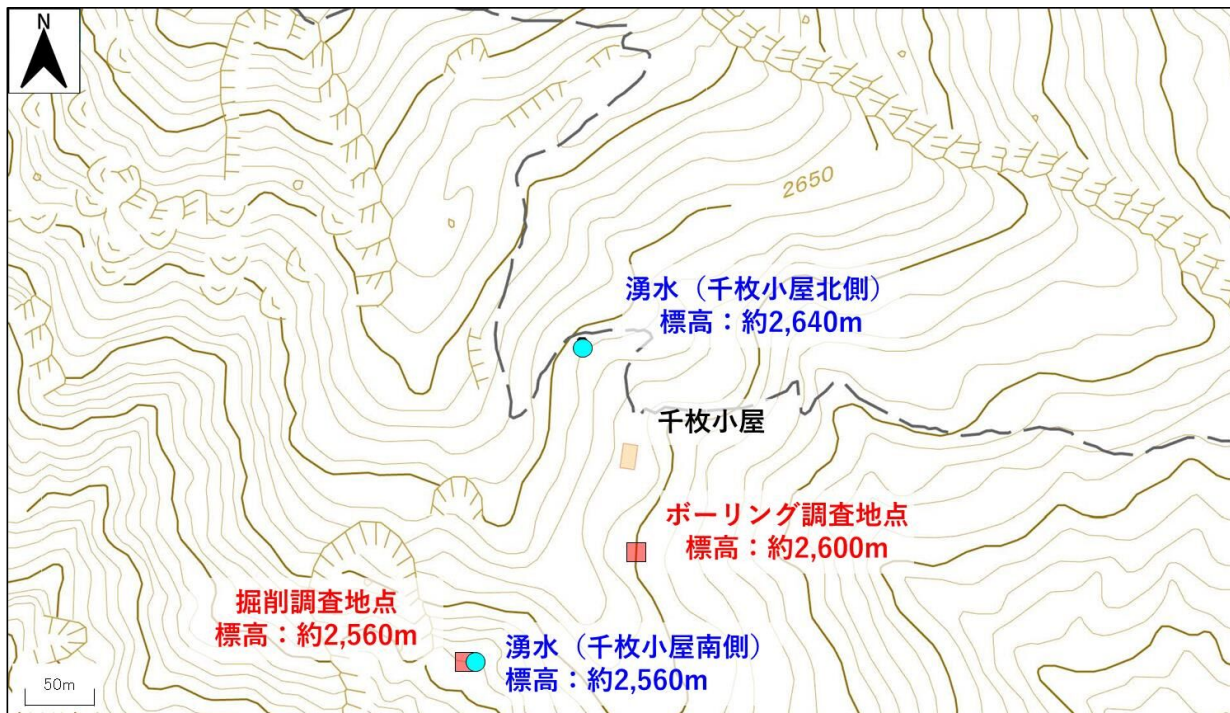 N
2650
湧水（千枚小屋北側）
標高：約2,640m
千枚小屋
ボーリング調査地点
標高：約2,600m
掘削調査地点
標高：約2,560m
湧水（千枚小屋南側）
標高：約2,560m
50m